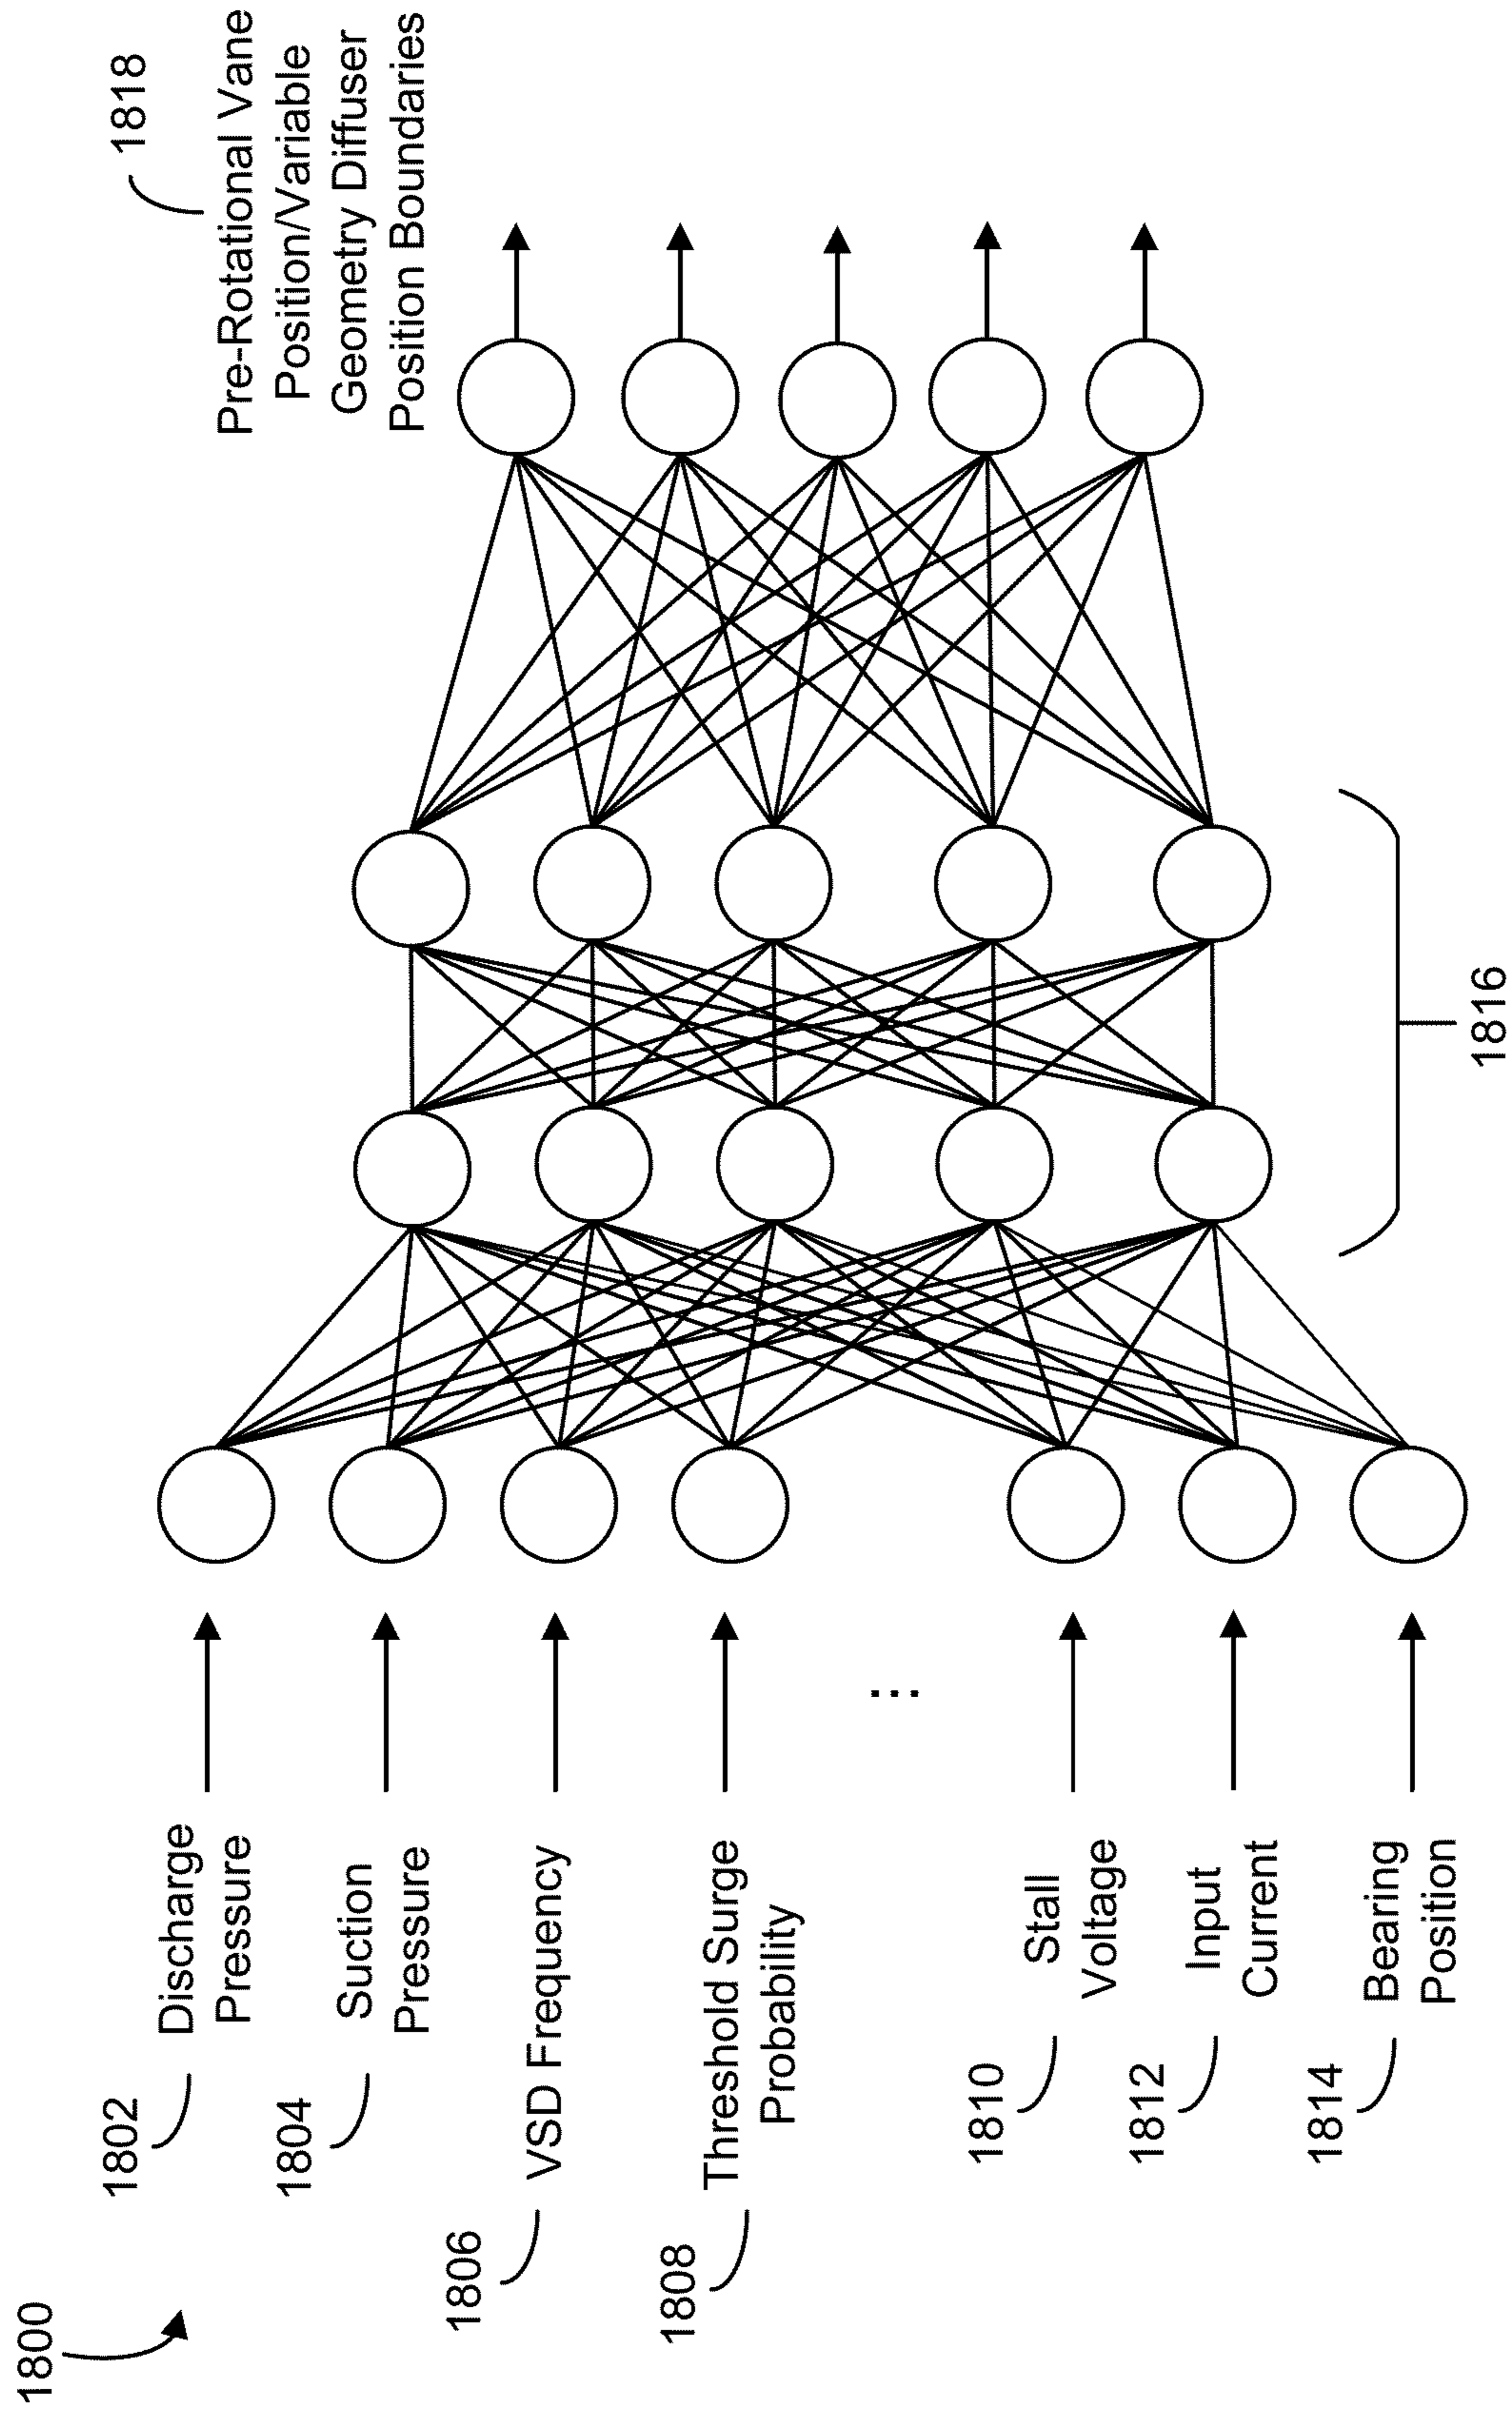 1800
1802
Discharge
Pressure
1804
Suction
Pressure
1806
VSD Frequency
1808
Threshold Surge
Probability
...
1810
Stall
Voltage
1812
Input
Current
1814
Bearing
Position
1816
1818
Pre-Rotational Vane
Position/Variable
Geometry Diffuser
Position Boundaries